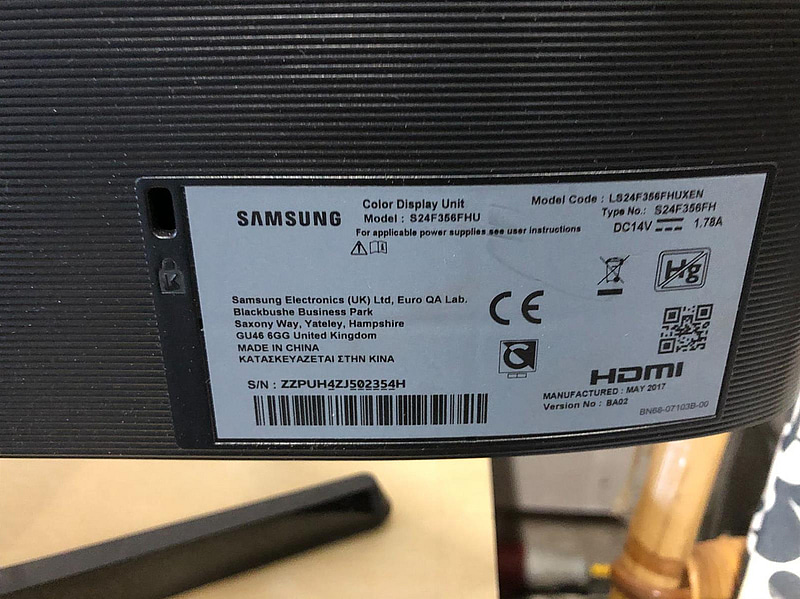 SAMSUNG
Color Display Unit
Model : S24F356FHU
For applicable power supplies see user instructions
Model Code : LS24F356FHUXEN
Type No.: S24F356FH
DC14V 1.78A
Hg
Samsung Electronics (UK) Ltd, Euro QA Lab.
Blackbushe Business Park
Saxony Way, Yateley, Hampshire
GU46 6GG United Kingdom
MADE IN CHINA
ΚΑΤΑΣΚΕΥΑΖΕΤΑΙ ΣΤΗΝ ΚΙΝΑ
CE
S/N : ZZPUH4ZJ502354H
HDMI
MANUFACTURED : MAY 2017
Version No : BA02
BN68-07103B-00
K